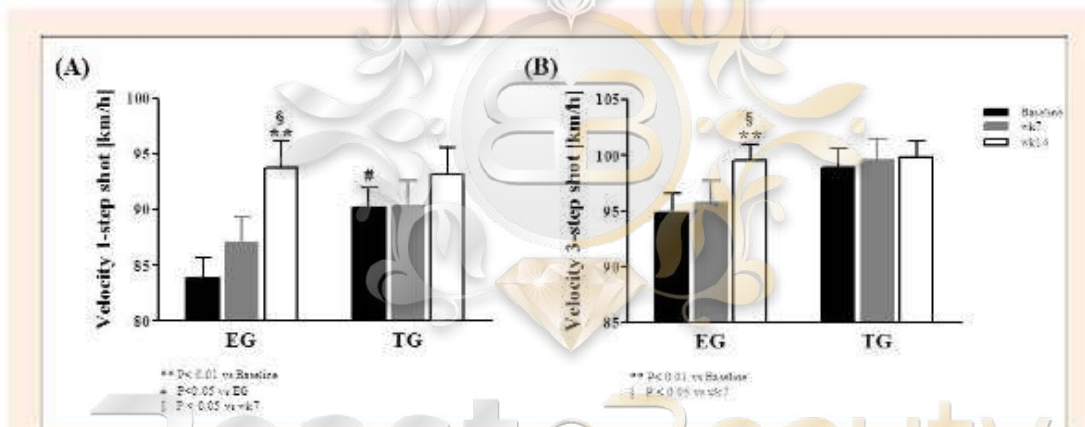 (A)
Velocity 1-step shot [km/h]
100
95
90
85
80
§
**
#
EG
TG
** P< 0.01 vs Baseline
# P<0.05 vs EG
§ P < 0.05 vs wk7
(B)
Velocity 3-step shot [km/h]
105
100
95
90
85
§
**
EG
TG
** P< 0.01 vs Baseline
§ P < 0.05 vs wk7
Baseline
wk7
wk14